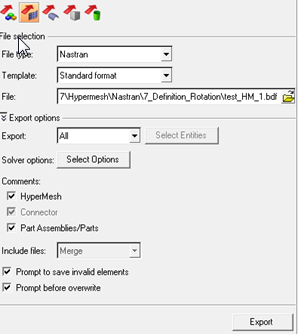 File selection
File type: Nastran
Template: Standard format
File: 7\Hypermesh\Nastran\7_Definition_Rotation\test_HM_1.bdf
Export options
Export: All Select Entities
Solver options: Select Options
Comments:
HyperMesh
Connector
Part Assemblies/Parts
Include files: Merge
Prompt to save invalid elements
Prompt before overwrite
Export